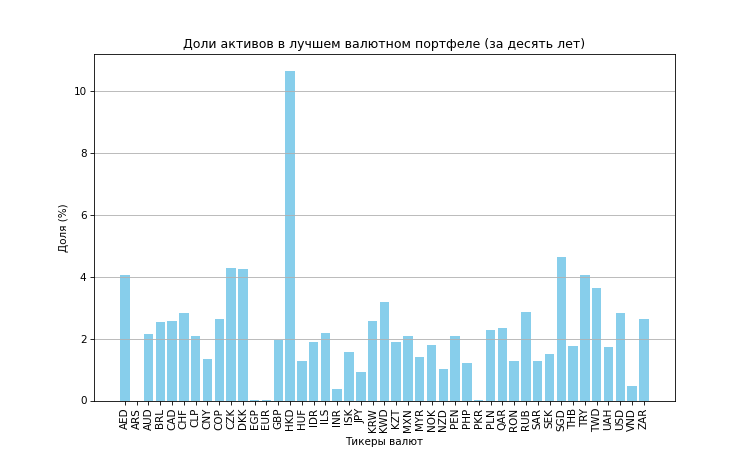 Доли активов в лучшем валютном портфеле (за десять лет)
Доля (%)
10
8
6
4
2
0
AED ARS AUD BRL CAD CHF CLP CNY COP CZK DKK EGP EUR GBP HKD HUF IDR ILS INR ISK JPY KRW KWD KZT MXN MYR NOK NZD PEN PHP PKR PLN QAR RON RUB SAR SEK SGD THB TRY TWD UAH USD VND ZAR
Тикеры валют